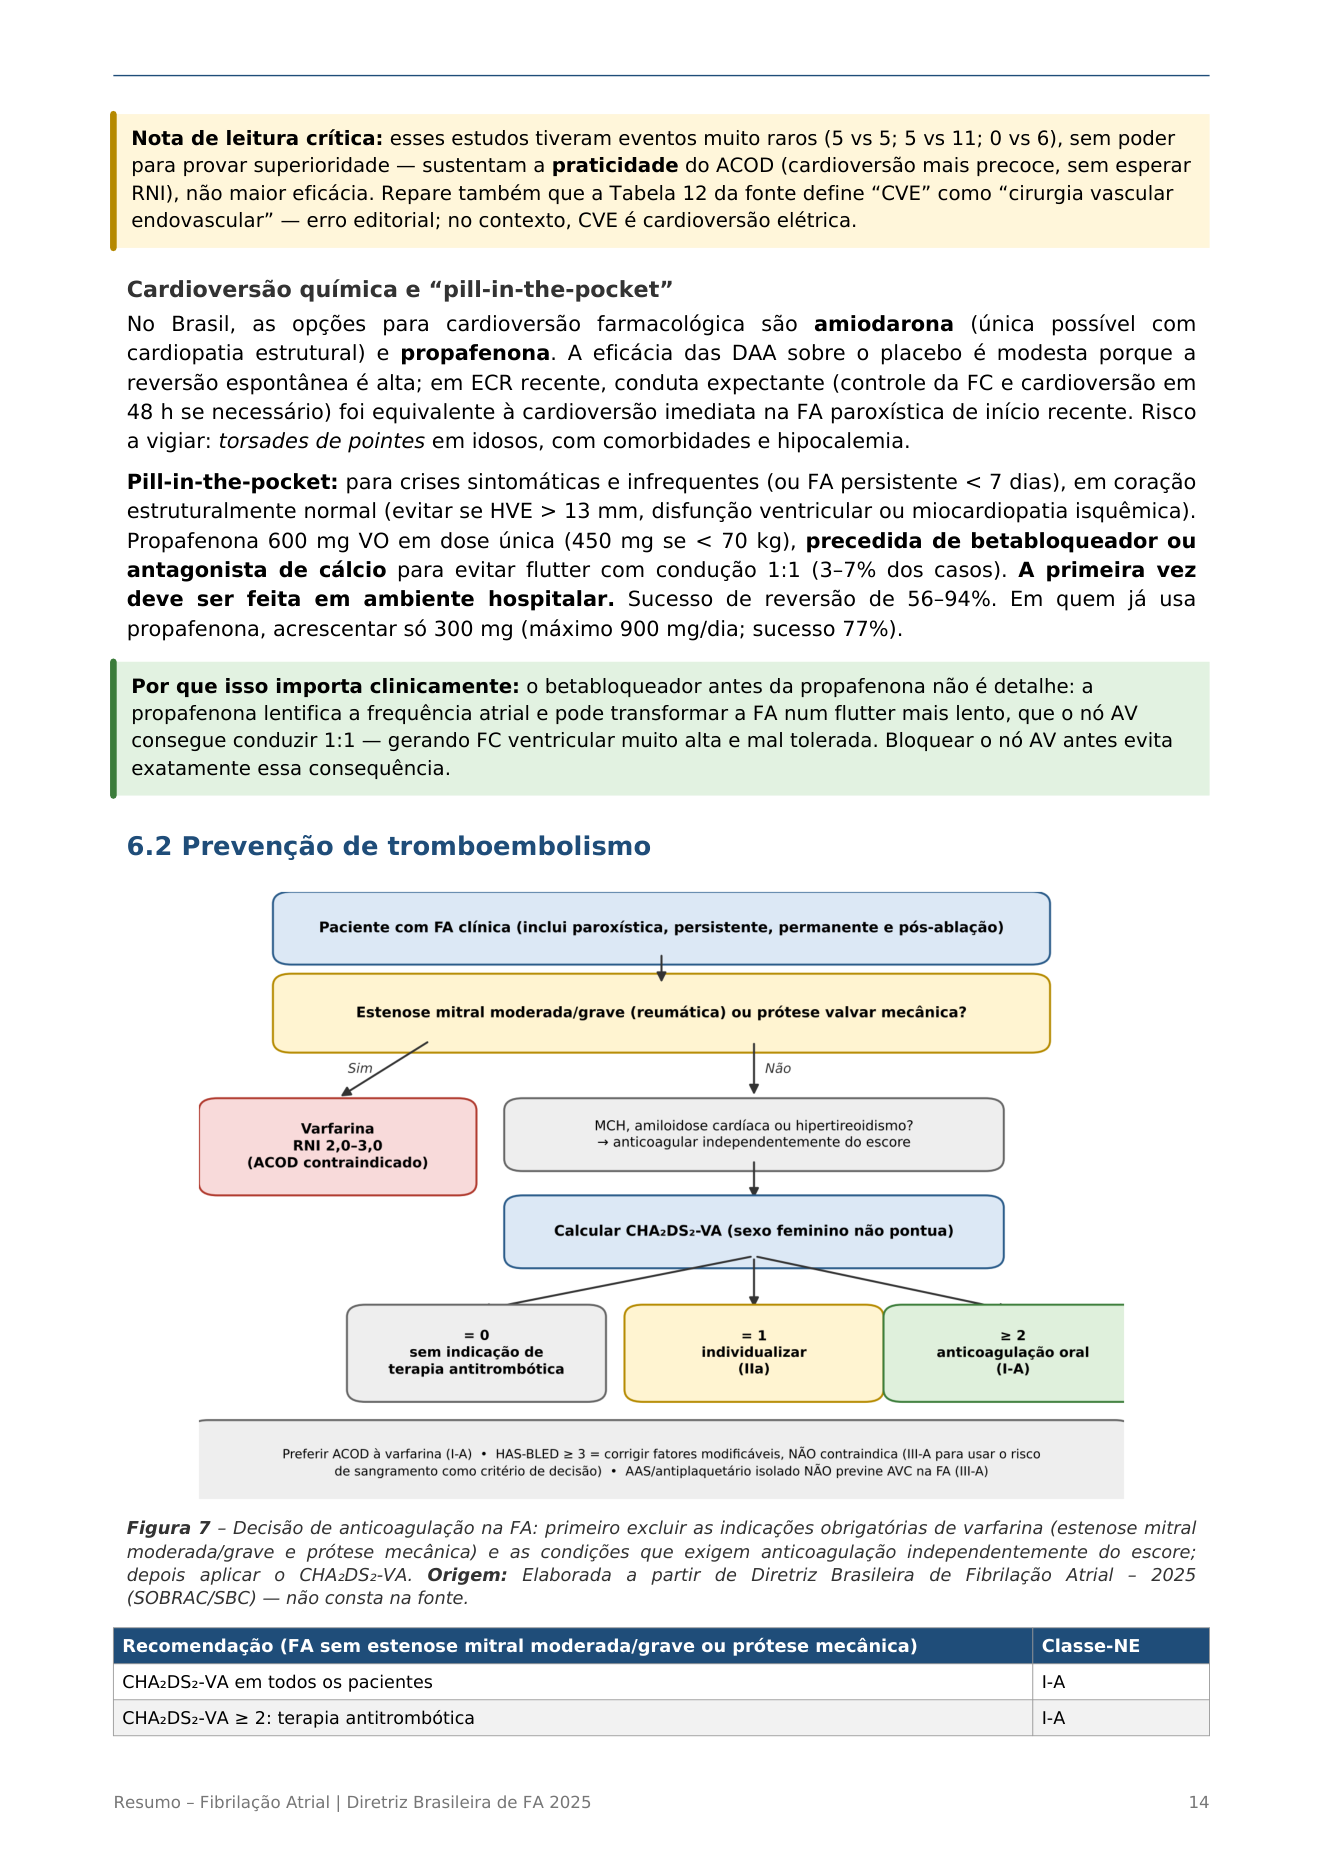 Nota de leitura crítica: esses estudos tiveram eventos muito raros (5 vs 5; 5 vs 11; 0 vs 6), sem poder
para provar superioridade — sustentam a praticidade do ACOD (cardioversão mais precoce, sem esperar
RNI), não maior eficácia. Repare também que a Tabela 12 da fonte define “CVE” como “cirurgia vascular
endovascular” — erro editorial; no contexto, CVE é cardioversão elétrica.
Cardioversão química e “pill-in-the-pocket”
No Brasil, as opções para cardioversão farmacológica são amiodarona (única possível com
cardiopatia estrutural) e propafenona. A eficácia das DAA sobre o placebo é modesta porque a
reversão espontânea é alta; em ECR recente, conduta expectante (controle da FC e cardioversão em
48 h se necessário) foi equivalente à cardioversão imediata na FA paroxística de início recente. Risco
a vigiar: torsades de pointes em idosos, com comorbidades e hipocalemia.
Pill-in-the-pocket: para crises sintomáticas e infrequentes (ou FA persistente < 7 dias), em coração
estruturalmente normal (evitar se HVE > 13 mm, disfunção ventricular ou miocardiopatia isquêmica).
Propafenona 600 mg VO em dose única (450 mg se < 70 kg), precedida de betabloqueador ou
antagonista de cálcio para evitar flutter com condução 1:1 (3–7% dos casos). A primeira vez
deve ser feita em ambiente hospitalar. Sucesso de reversão de 56–94%. Em quem já usa
propafenona, acrescentar só 300 mg (máximo 900 mg/dia; sucesso 77%).
Por que isso importa clinicamente: o betabloqueador antes da propafenona não é detalhe: a
propafenona lentifica a frequência atrial e pode transformar a FA num flutter mais lento, que o nó AV
consegue conduzir 1:1 — gerando FC ventricular muito alta e mal tolerada. Bloquear o nó AV antes evita
exatamente essa consequência.
6.2 Prevenção de tromboembolismo
Paciente com FA clínica (inclui paroxística, persistente, permanente e pós-ablação)
Estenose mitral moderada/grave (reumática) ou prótese valvar mecânica?
Sim
Não
Varfarina
RNI 2,0–3,0
(ACOD contraindicado)
MCH, amiloidose cardíaca ou hipertireoidismo?
→ anticoagular independentemente do escore
Calcular CHA₂DS₂-VA (sexo feminino não pontua)
= 0
sem indicação de
terapia antitrombótica
= 1
individualizar
(IIa)
≥ 2
anticoagulação oral
(I-A)
Preferir ACOD à varfarina (I-A) • HAS-BLED ≥ 3 = corrigir fatores modificáveis, NÃO contraindica (III-A para usar o risco
de sangramento como critério de decisão) • AAS/antiplaquetário isolado NÃO previne AVC na FA (III-A)
Figura 7 – Decisão de anticoagulação na FA: primeiro excluir as indicações obrigatórias de varfarina (estenose mitral
moderada/grave e prótese mecânica) e as condições que exigem anticoagulação independentemente do escore;
depois aplicar o CHA₂DS₂-VA. Origem: Elaborada a partir de Diretriz Brasileira de Fibrilação Atrial – 2025
(SOBRAC/SBC) — não consta na fonte.
Recomendação (FA sem estenose mitral moderada/grave ou prótese mecânica) Classe-NE
CHA₂DS₂-VA em todos os pacientes I-A
CHA₂DS₂-VA ≥ 2: terapia antitrombótica I-A
Resumo – Fibrilação Atrial | Diretriz Brasileira de FA 2025 14